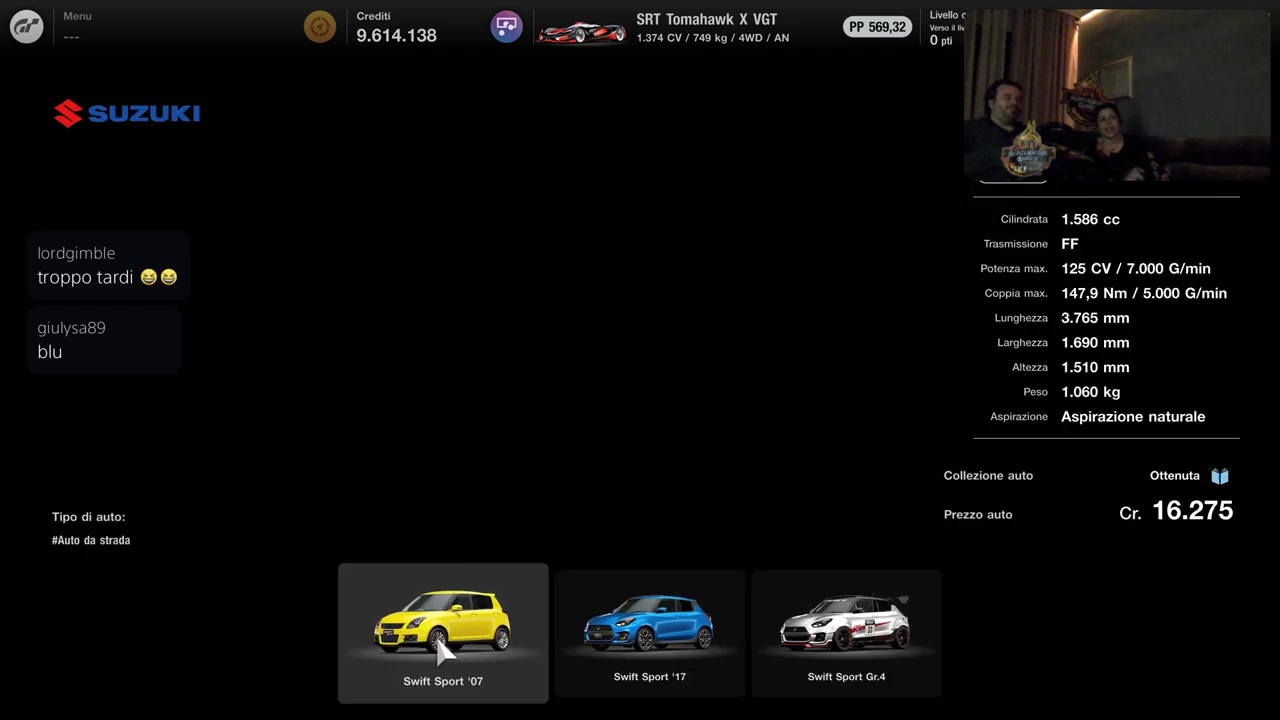 Menu
---
Crediti
9.614.138
SRT Tomahawk X VGT
1.374 CV / 749 kg / 4WD / AN
PP 569,32
Livello c
Verso il liv
0 pti
SUZUKI
lordgimble
troppo tardi 😆😆
giulysa89
blu
Cilindrata 1.586 cc
Trasmissione FF
Potenza max. 125 CV / 7.000 G/min
Coppia max. 147,9 Nm / 5.000 G/min
Lunghezza 3.765 mm
Larghezza 1.690 mm
Altezza 1.510 mm
Peso 1.060 kg
Aspirazione Aspirazione naturale
Collezione auto Ottenuta
Prezzo auto Cr. 16.275
Tipo di auto:
#Auto da strada
Swift Sport '07
Swift Sport '17
Swift Sport Gr.4